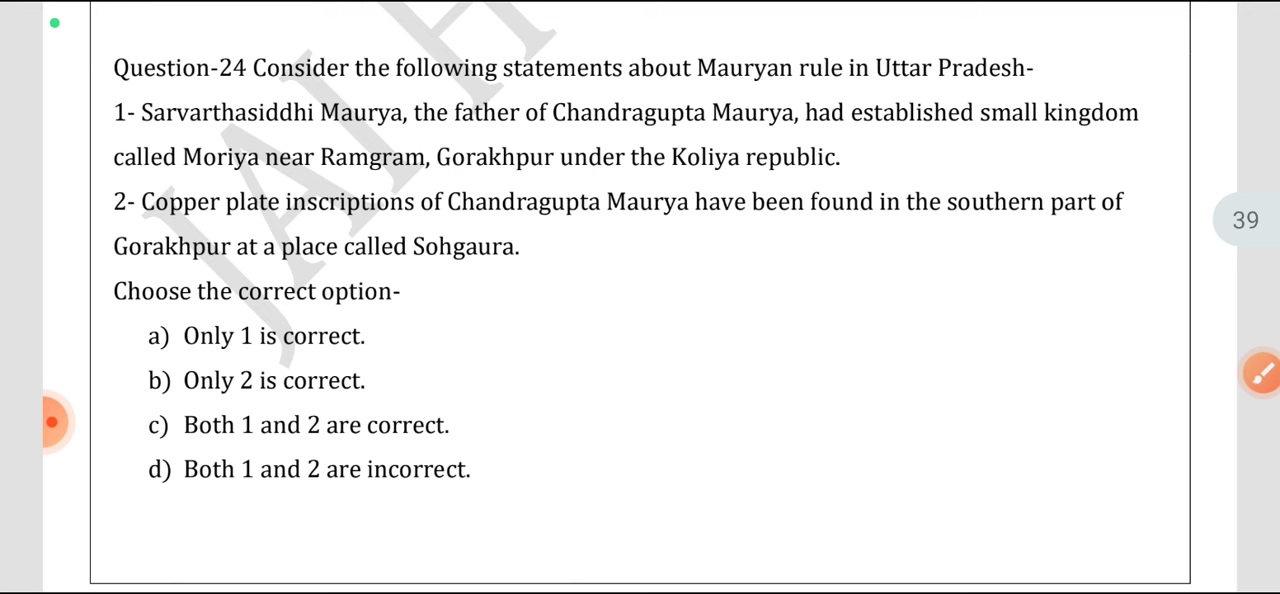 Question-24 Consider the following statements about Mauryan rule in Uttar Pradesh-
1- Sarvarthasiddhi Maurya, the father of Chandragupta Maurya, had established small kingdom
called Moriya near Ramgram, Gorakhpur under the Koliya republic.
2- Copper plate inscriptions of Chandragupta Maurya have been found in the southern part of
Gorakhpur at a place called Sohgaura.
Choose the correct option-
a) Only 1 is correct.
b) Only 2 is correct.
c) Both 1 and 2 are correct.
d) Both 1 and 2 are incorrect.
39
JAI H